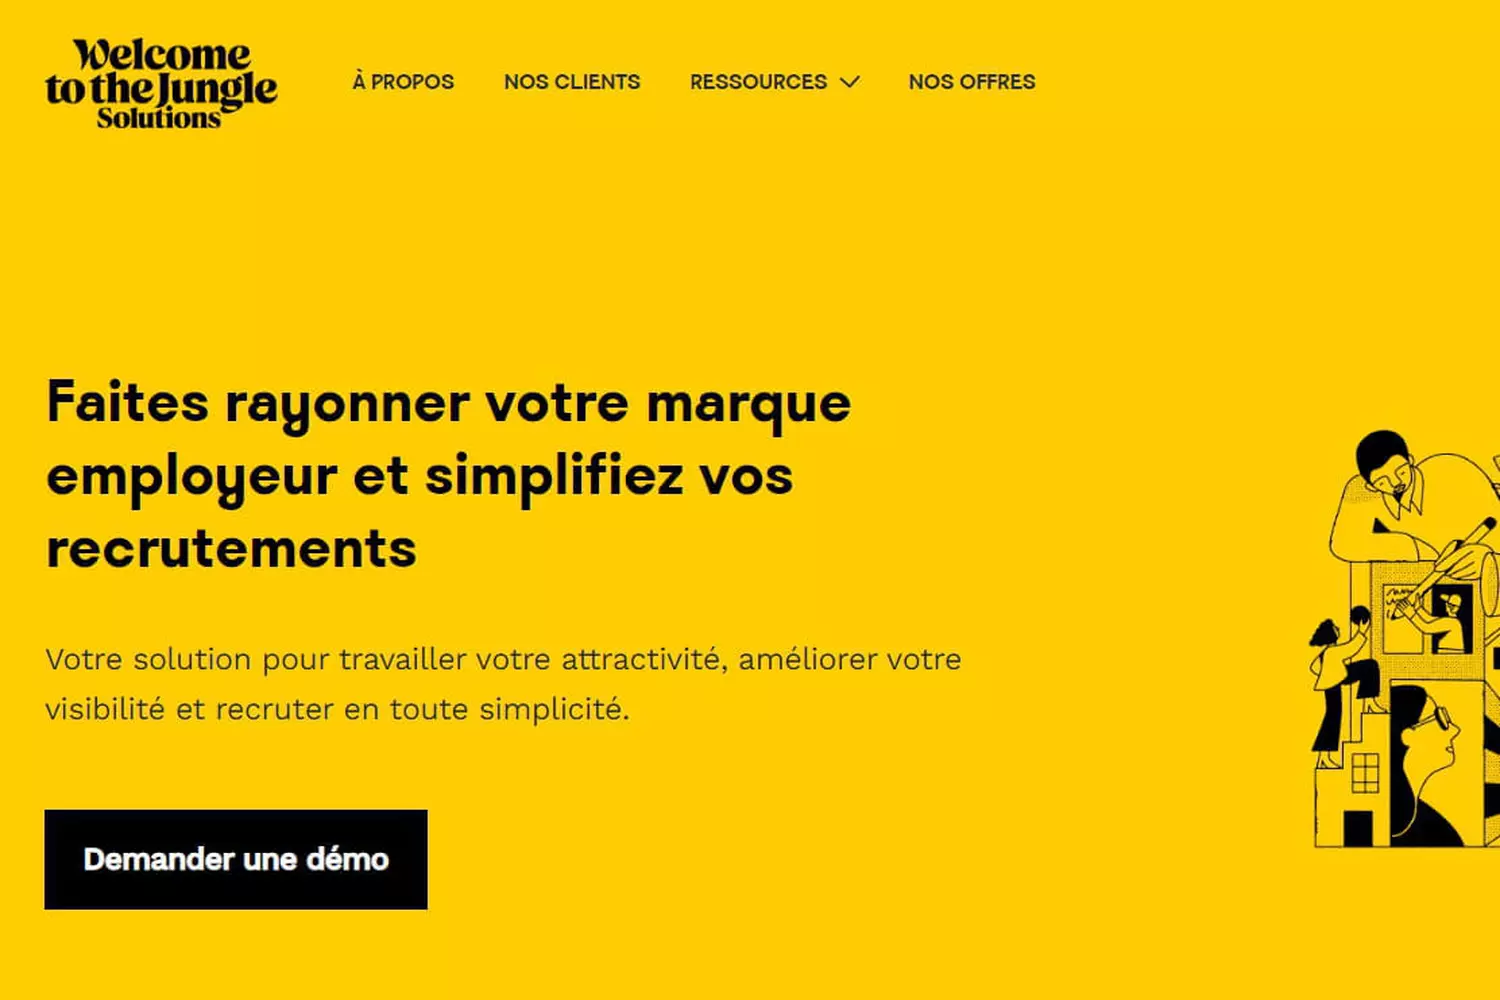 Welcome
to the Jungle
Solutions
À PROPOS
NOS CLIENTS
RESSOURCES
NOS OFFRES
Faites rayonner votre marque
employeur et simplifiez vos
recrutements
Votre solution pour travailler votre attractivité, améliorer votre
visibilité et recruter en toute simplicité.
Demander une démo